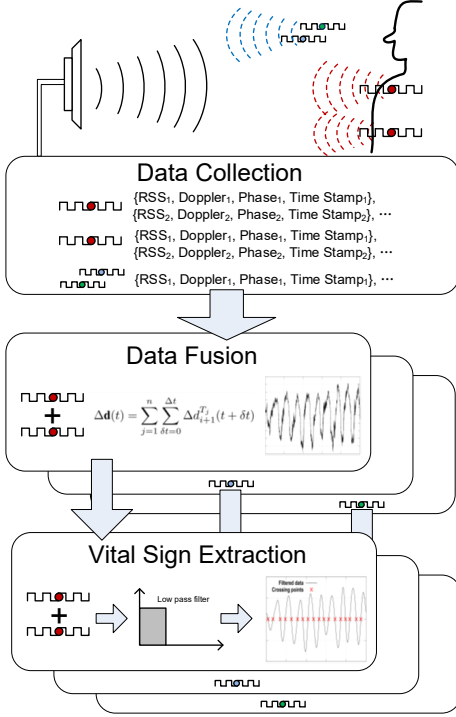 Data Collection
{RSS₁, Doppler₁, Phase₁, Time Stamp₁},
{RSS₂, Doppler₂, Phase₂, Time Stamp₂}, ···
{RSS₁, Doppler₁, Phase₁, Time Stamp₁},
{RSS₂, Doppler₂, Phase₂, Time Stamp₂}, ···
{RSS₁, Doppler₁, Phase₁, Time Stamp₁}, ···
Data Fusion
+
Δd(t) = ∑_{j=1}^{n} ∑_{δt=0}^{Δt} Δd_{i+1}^{T_j}(t + δt)
Vital Sign Extraction
+
Low pass filter
Filtered data
Crossing points ×